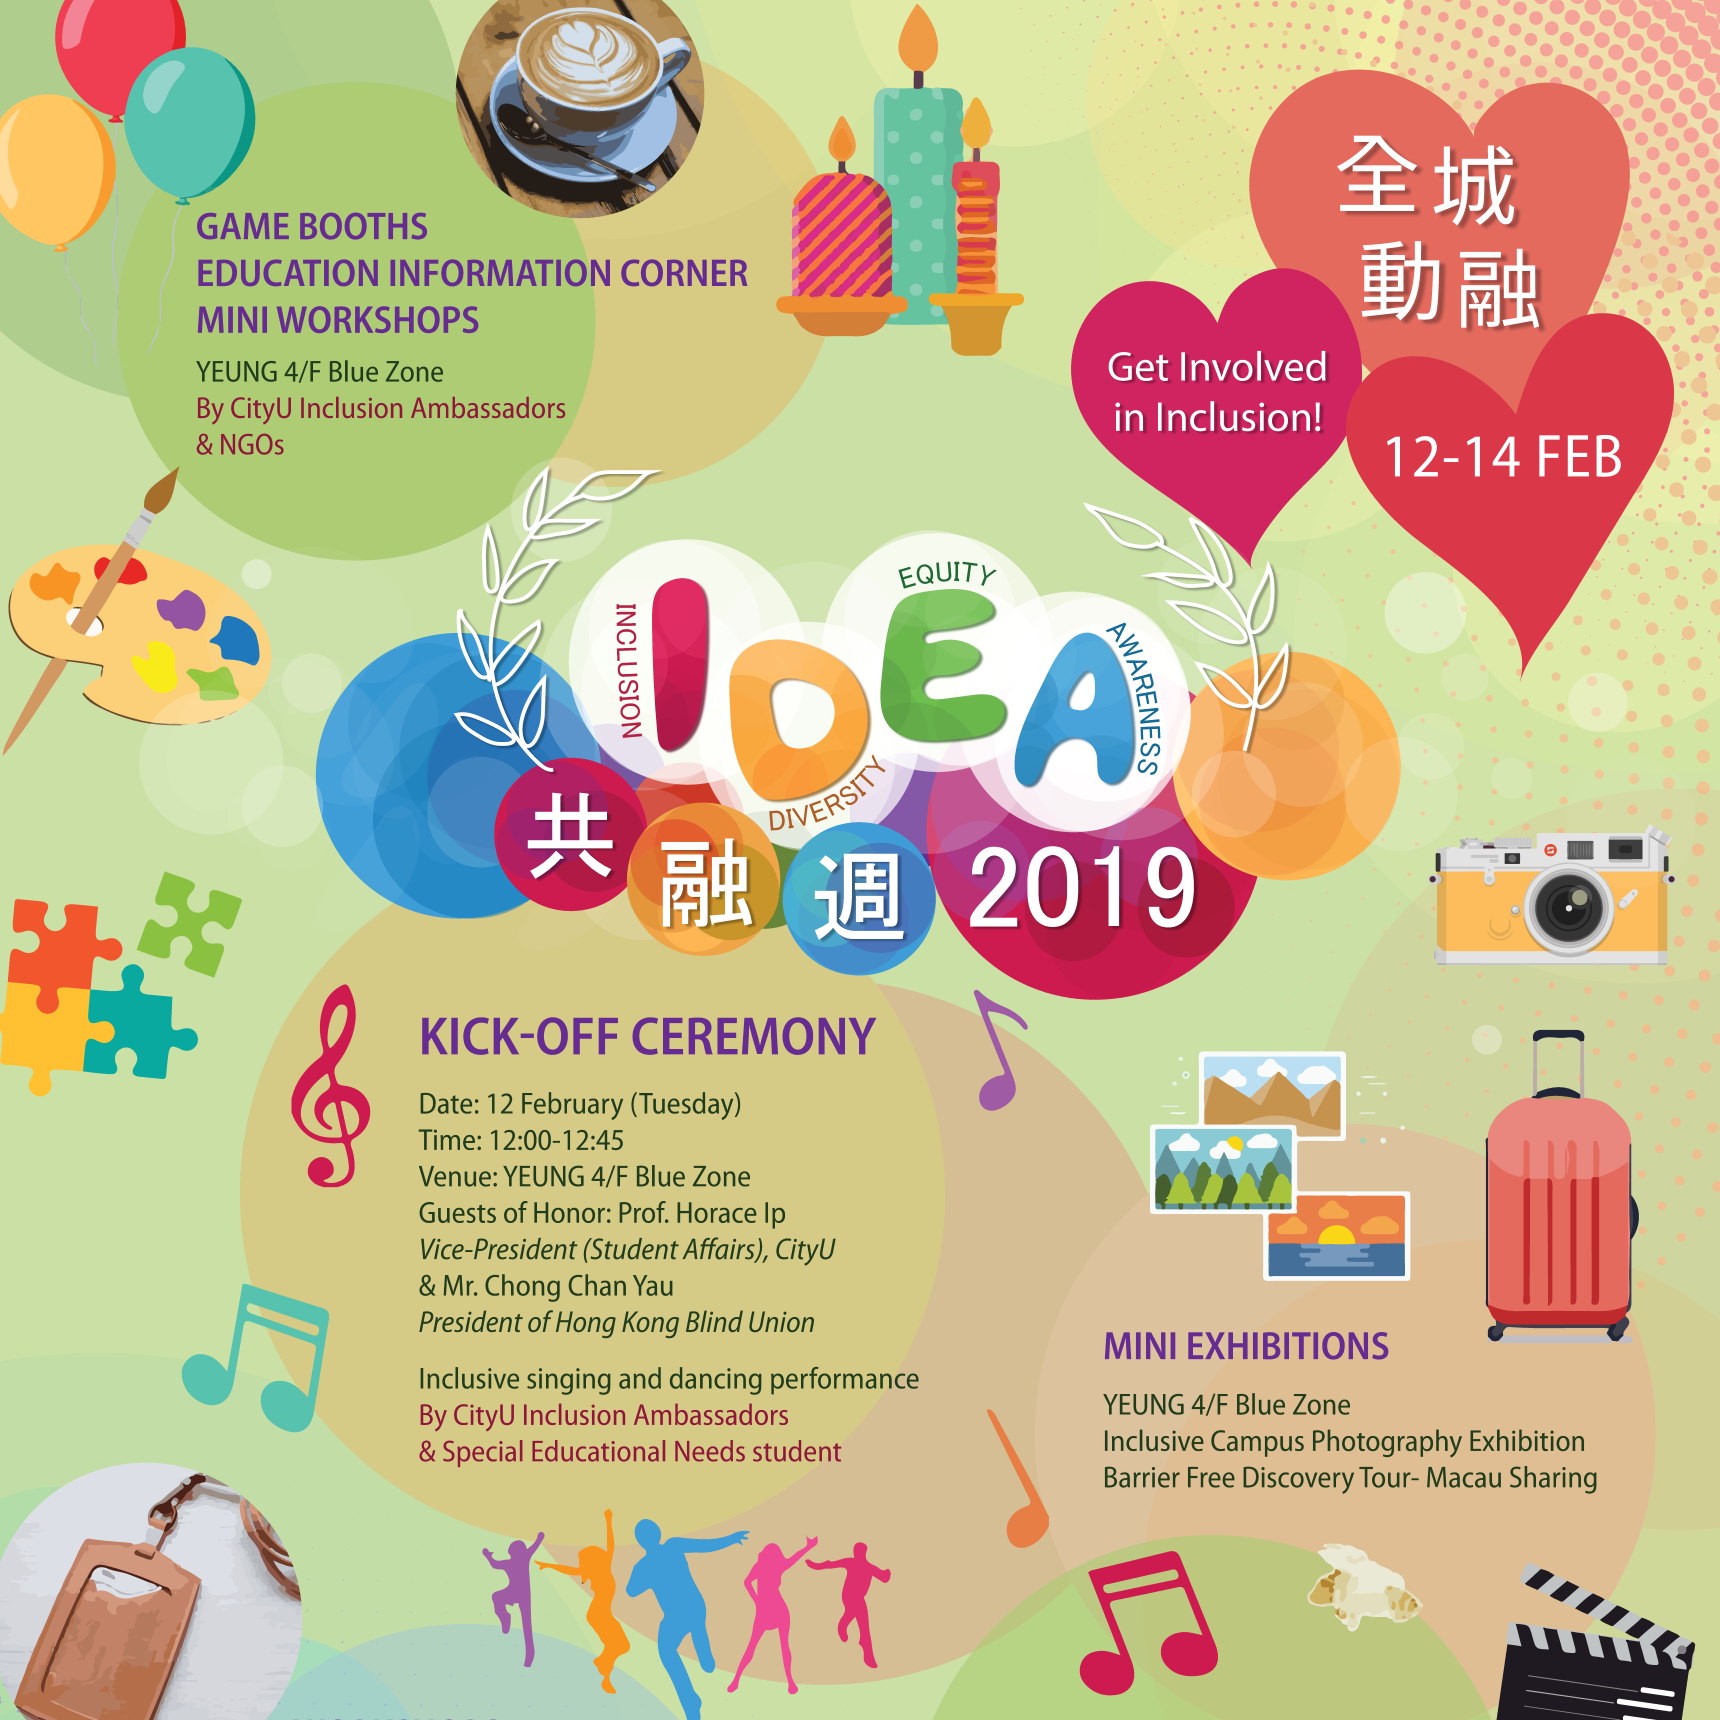 GAME BOOTHS
EDUCATION INFORMATION CORNER
MINI WORKSHOPS
YEUNG 4/F Blue Zone
By CityU Inclusion Ambassadors
& NGOs
全城
動融
Get Involved
in Inclusion!
12-14 FEB
INCLUSION
DIVERSITY
EQUITY
AWARENESS
IDEA
共融週 2019
KICK-OFF CEREMONY
Date: 12 February (Tuesday)
Time: 12:00-12:45
Venue: YEUNG 4/F Blue Zone
Guests of Honor: Prof. Horace Ip
Vice-President (Student Affairs), CityU
& Mr. Chong Chan Yau
President of Hong Kong Blind Union
Inclusive singing and dancing performance
By CityU Inclusion Ambassadors
& Special Educational Needs student
MINI EXHIBITIONS
YEUNG 4/F Blue Zone
Inclusive Campus Photography Exhibition
Barrier Free Discovery Tour- Macau Sharing